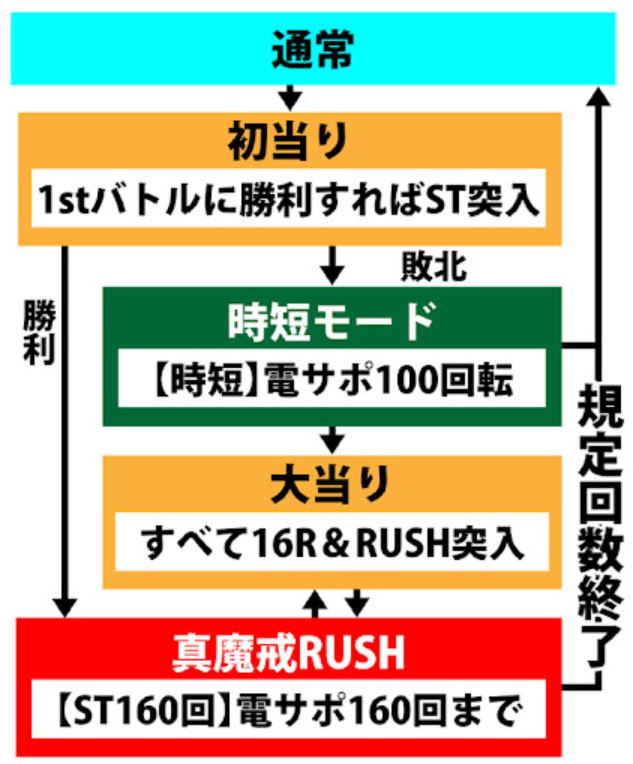 通常
初当り
1stバトルに勝利すればST突入
敗北
勝利
時短モード
【時短】電サポ100回転
規定回数終了
大当り
すべて16R＆RUSH突入
真魔戒RUSH
【ST160回】電サポ160回まで